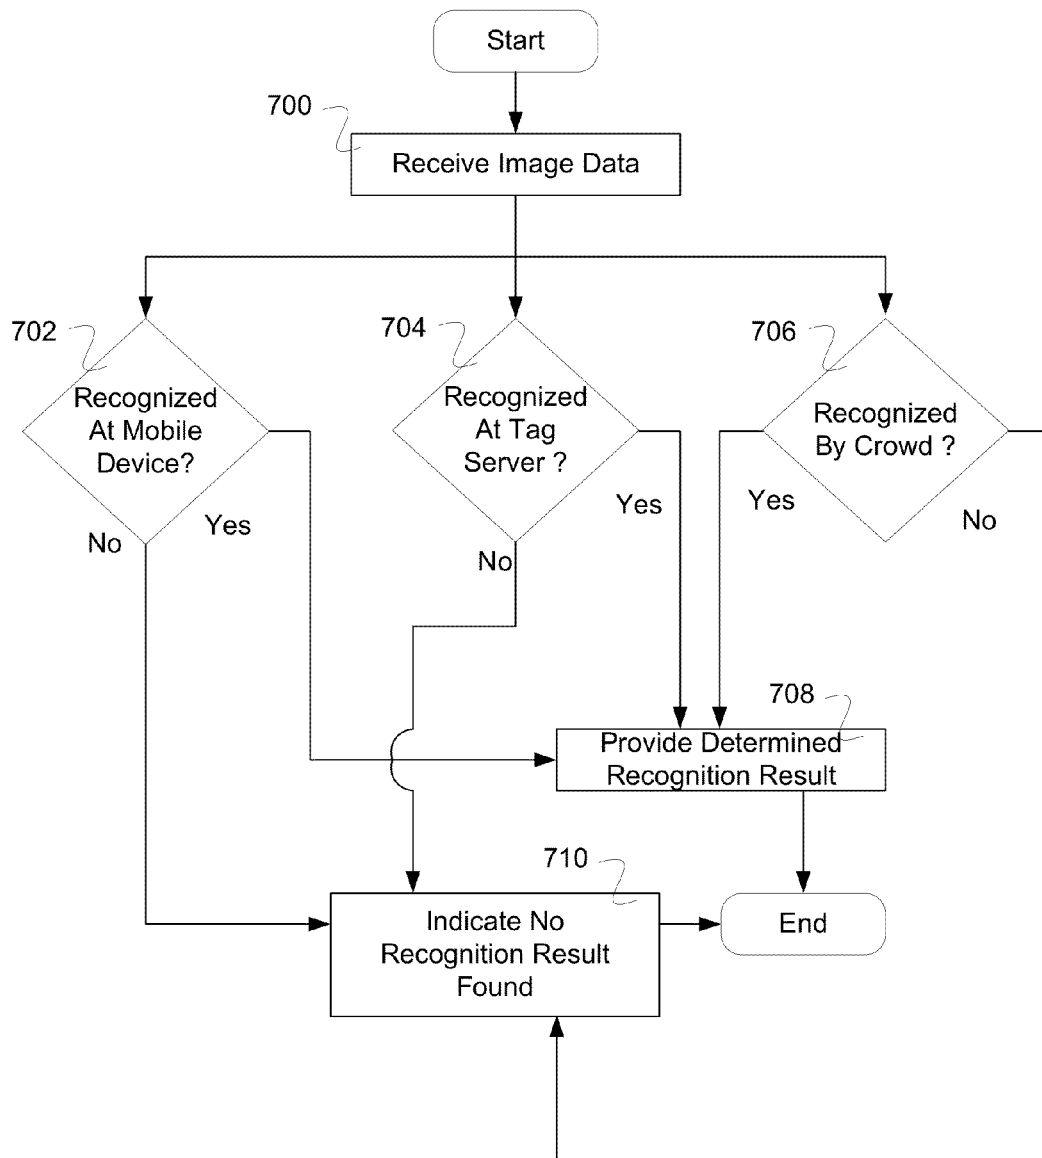 Start
700
Receive Image Data
702
Recognized
At Mobile
Device?
704
Recognized
At Tag
Server ?
706
Recognized
By Crowd ?
No
Yes
No
Yes
Yes
No
708
Provide Determined
Recognition Result
710
Indicate No
Recognition Result
Found
End